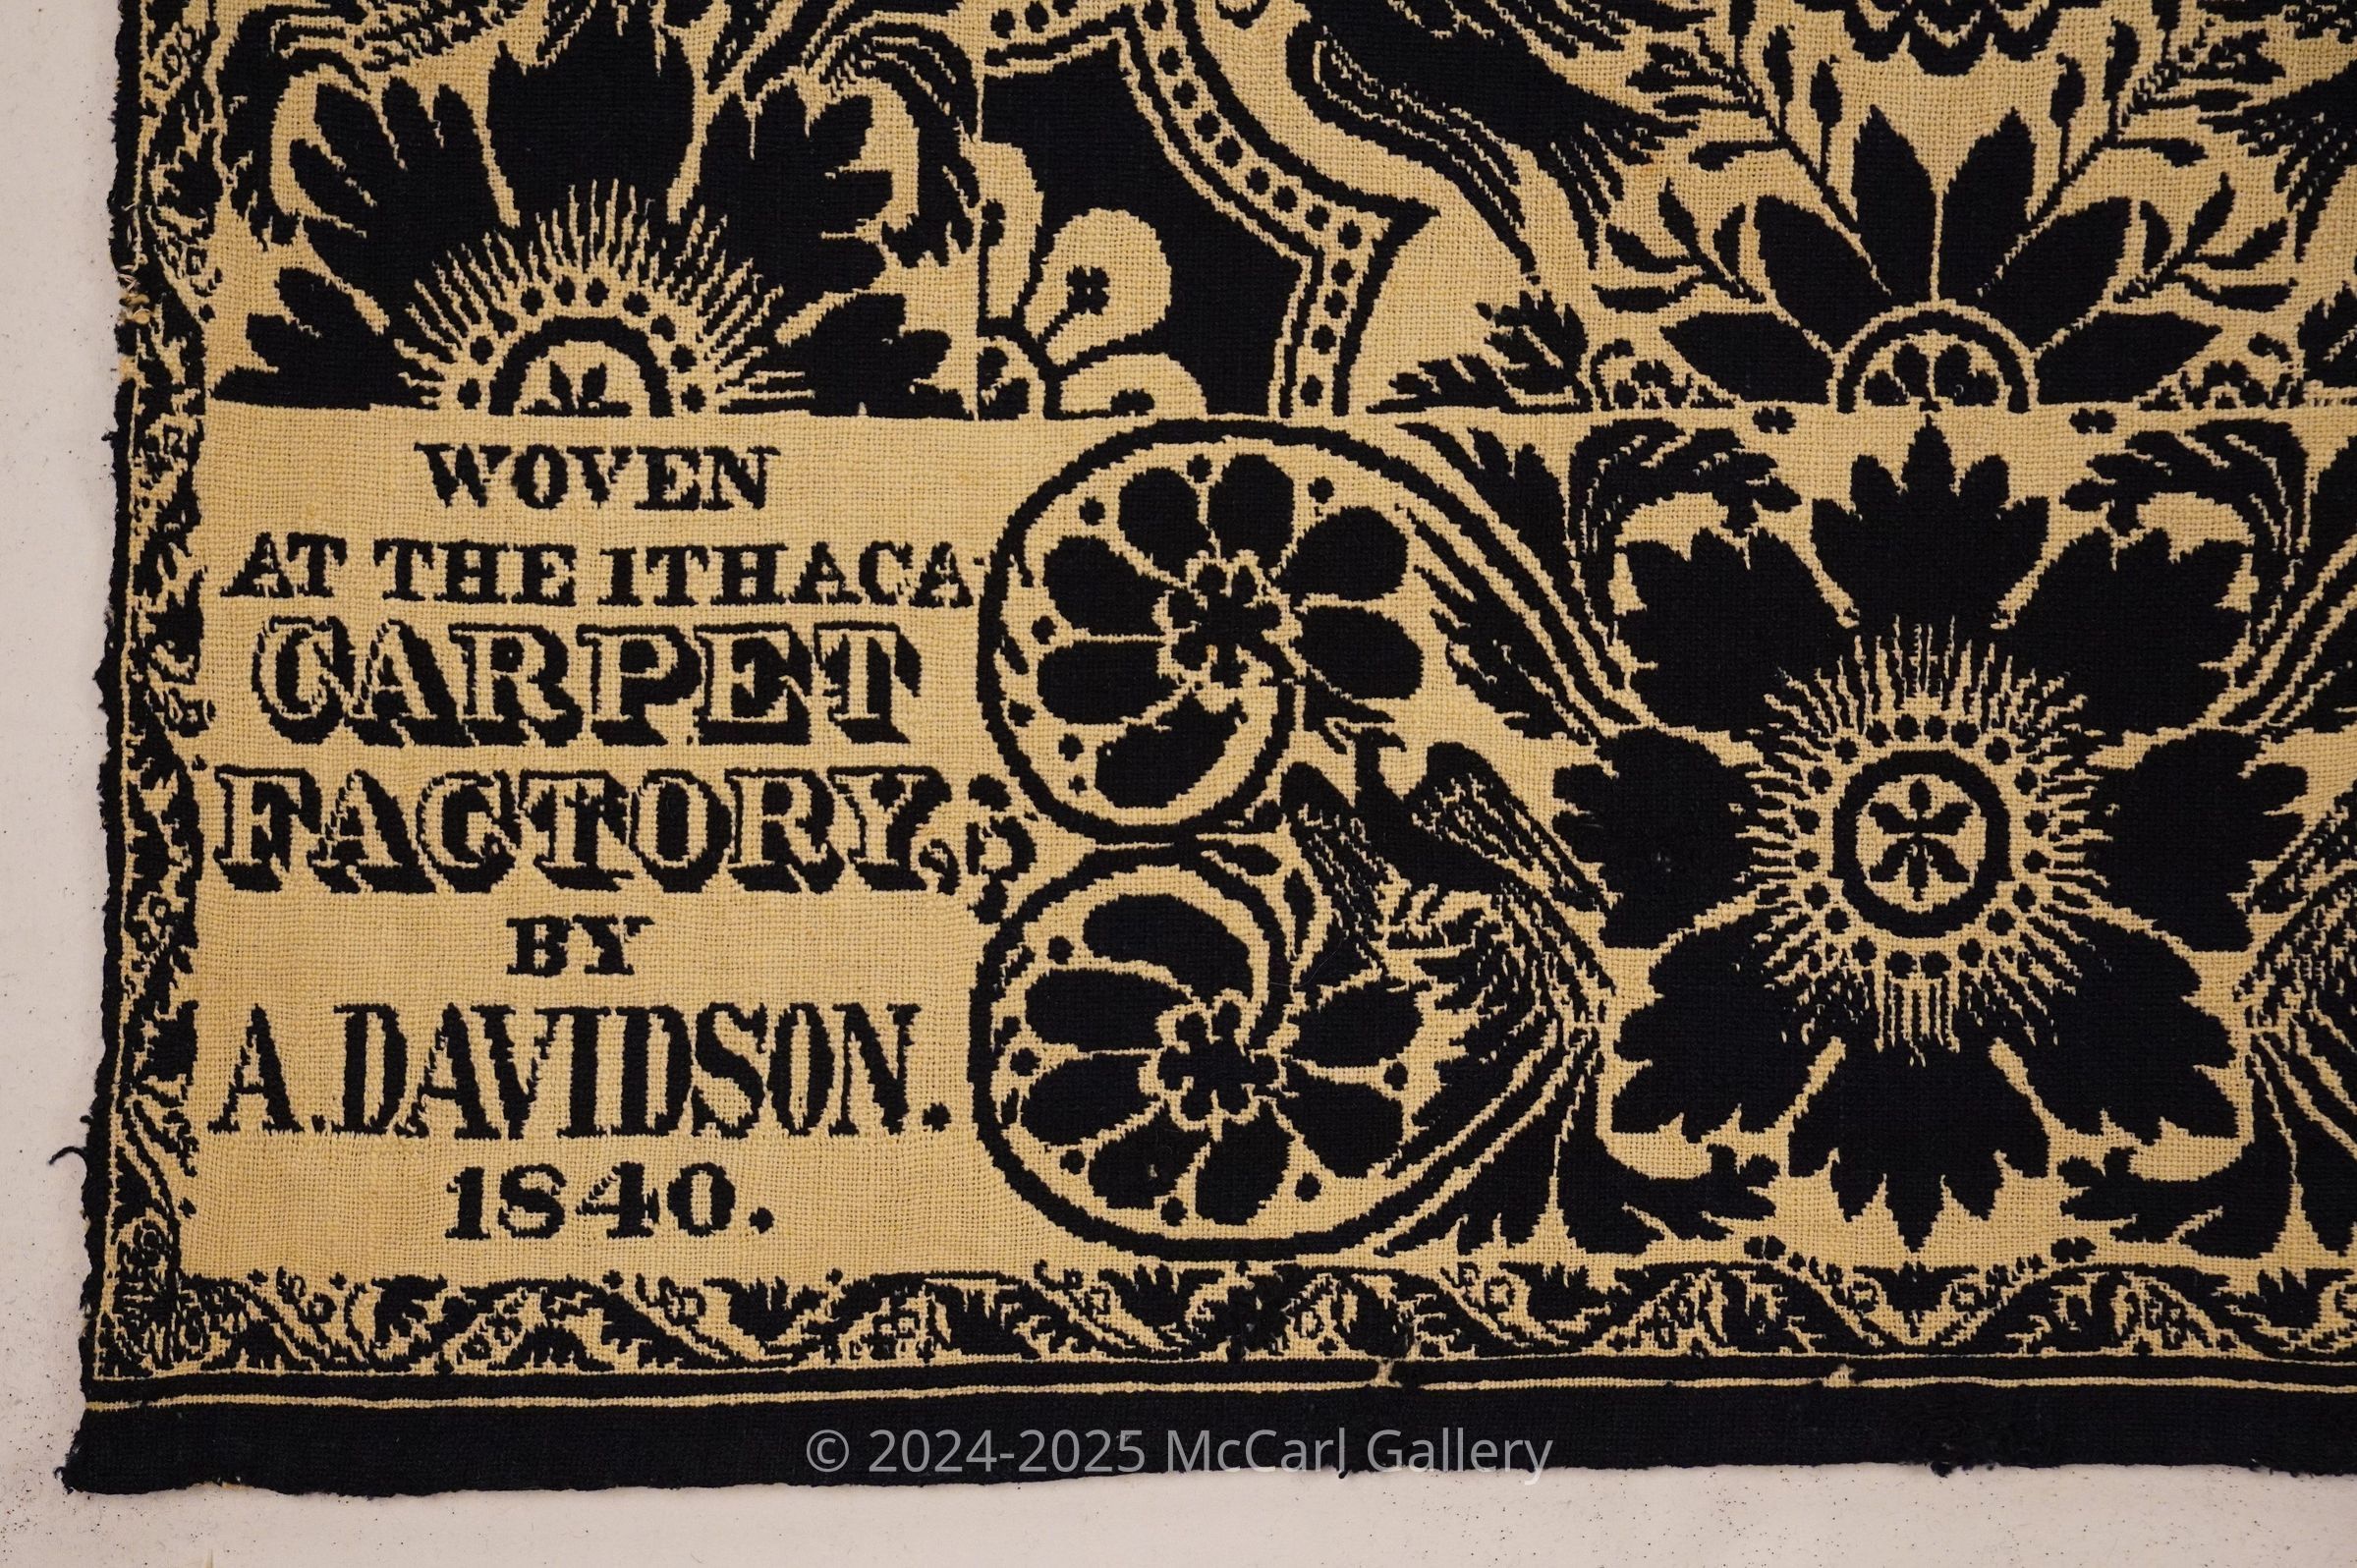 WOVEN
AT THE ITHACA
CARPET
FACTORY,
BY
A. DAVIDSON.
1840.
© 2024-2025 McCarl Gallery